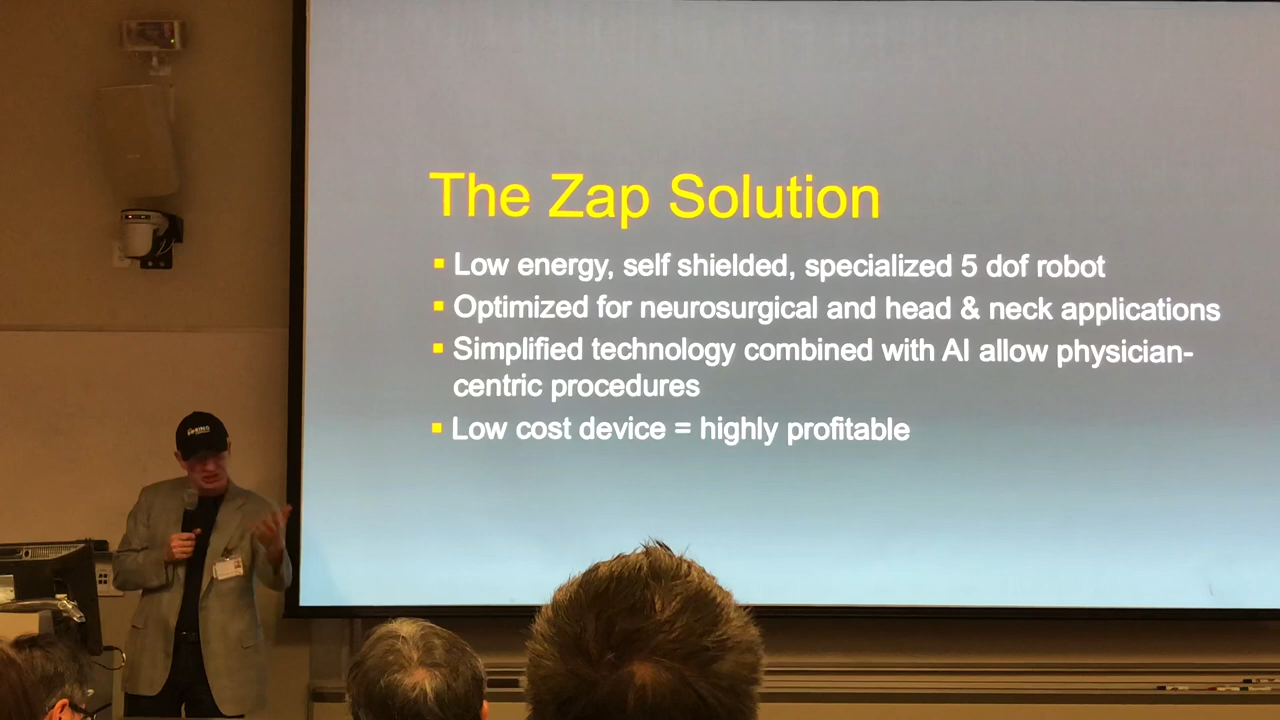 The Zap Solution
Low energy, self shielded, specialized 5 dof robot
Optimized for neurosurgical and head & neck applications
Simplified technology combined with AI allow physician-
centric procedures
Low cost device = highly profitable